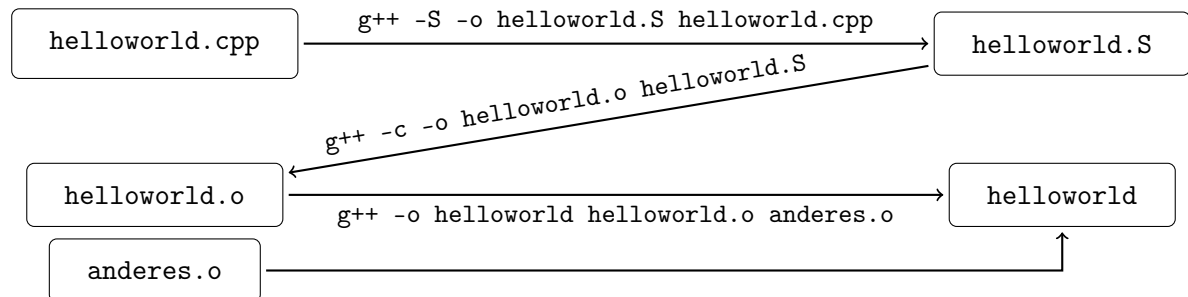 helloworld.cpp
g++ -S -o helloworld.S helloworld.cpp
helloworld.S
g++ -c -o helloworld.o helloworld.S
helloworld.o
g++ -o helloworld helloworld.o anderes.o
helloworld
anderes.o